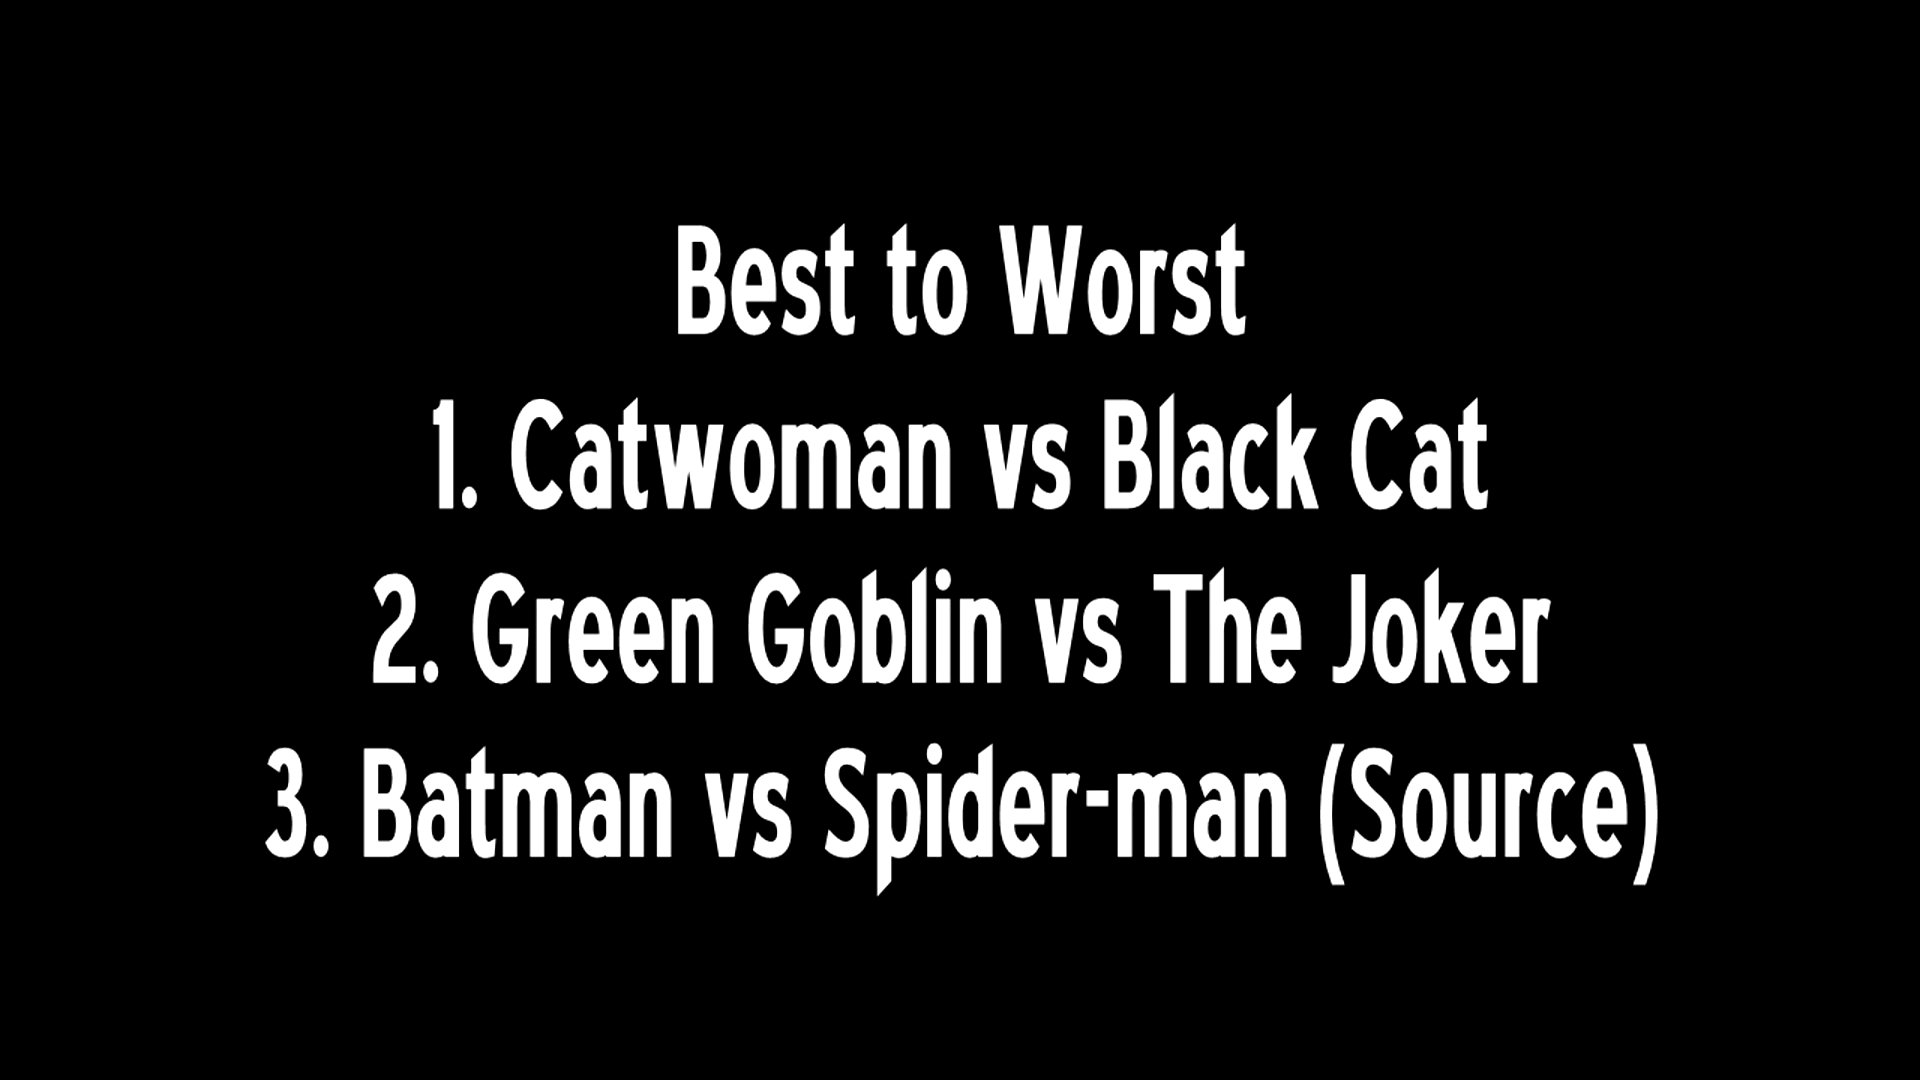 Best to Worst
1. Catwoman vs Black Cat
2. Green Goblin vs The Joker
3. Batman vs Spider-man (Source)